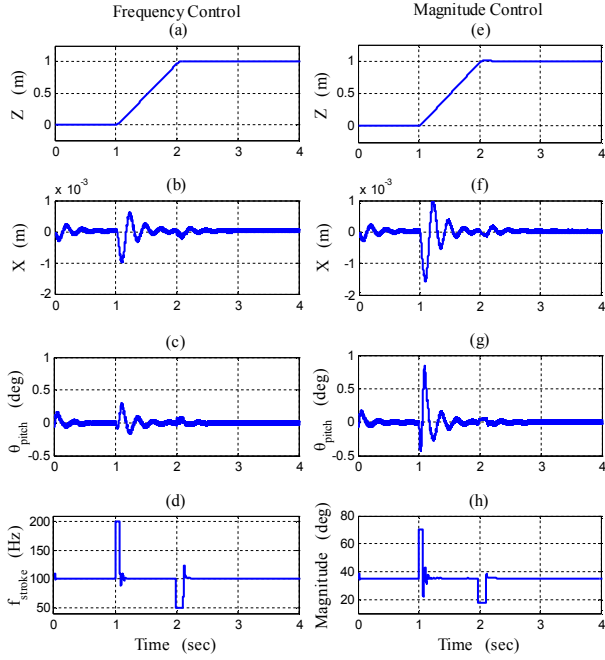 Frequency Control
(a)
Z (m)
1
0.5
0
0 1 2 3 4
x 10⁻³
(b)
X (m)
1
0
-1
-2
0 1 2 3 4
(c)
θpitch (deg)
1
0.5
0
-0.5
0 1 2 3 4
(d)
fstroke (Hz)
200
150
100
50
0 1 2 3 4
Time (sec)
Magnitude Control
(e)
Z (m)
1
0.5
0
0 1 2 3 4
x 10⁻³
(f)
X (m)
1
0
-1
-2
0 1 2 3 4
(g)
θpitch (deg)
1
0.5
0
-0.5
0 1 2 3 4
(h)
Magnitude (deg)
80
60
40
20
0 1 2 3 4
Time (sec)